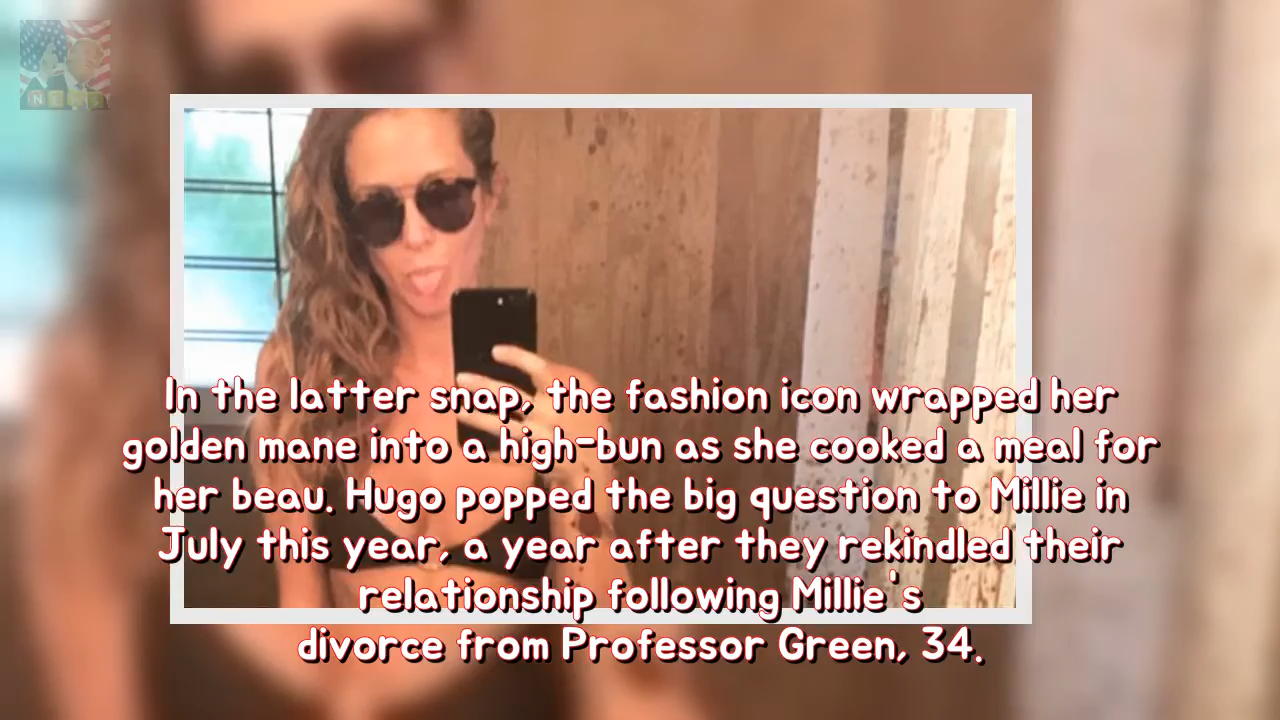 In the latter snap, the fashion icon wrapped her
golden mane into a high-bun as she cooked a meal for
her beau. Hugo popped the big question to Millie in
July this year, a year after they rekindled their
relationship following Millie's
divorce from Professor Green, 34.
NEWS